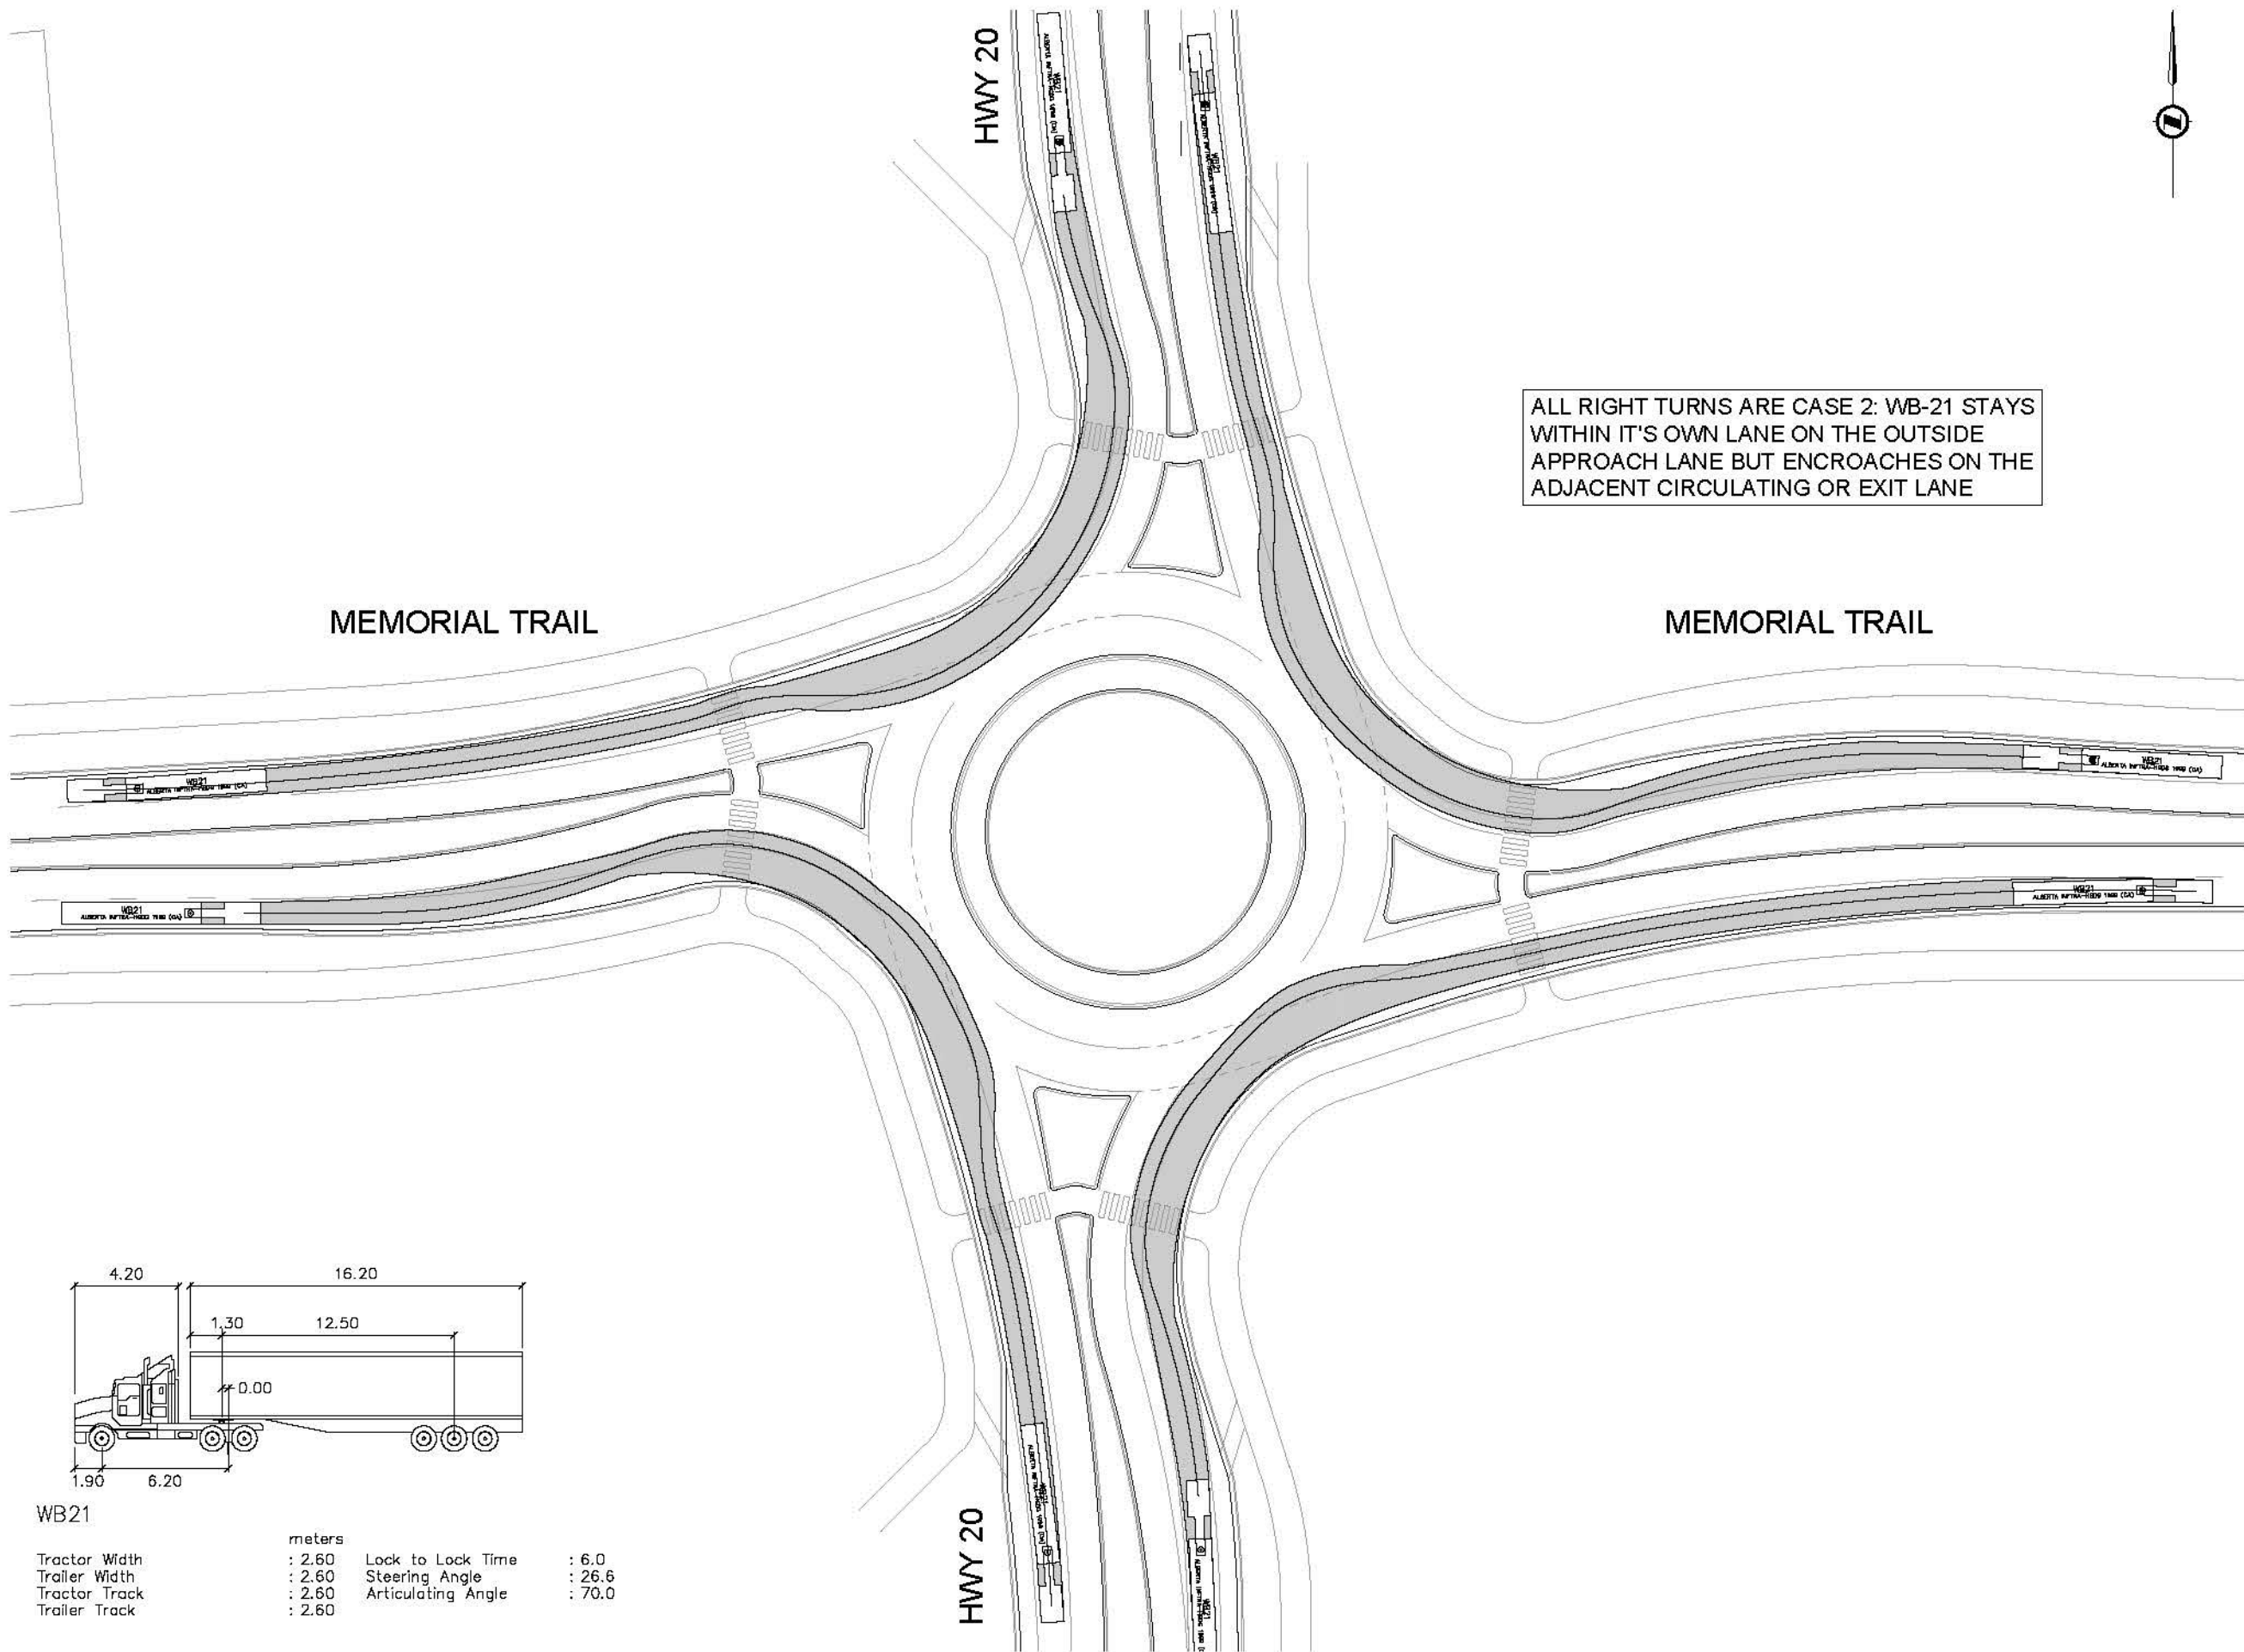 HWY 20
ALL RIGHT TURNS ARE CASE 2: WB-21 STAYS
WITHIN IT'S OWN LANE ON THE OUTSIDE
APPROACH LANE BUT ENCROACHES ON THE
ADJACENT CIRCULATING OR EXIT LANE
MEMORIAL TRAIL
MEMORIAL TRAIL
WB21
WB21
WB21
WB21
HWY 20
4.20
16.20
1.30
12.50
0.00
1.90
6.20
WB21
meters
Tractor Width : 2.60 Lock to Lock Time : 6.0
Trailer Width : 2.60 Steering Angle : 26.6
Tractor Track : 2.60 Articulating Angle : 70.0
Trailer Track : 2.60